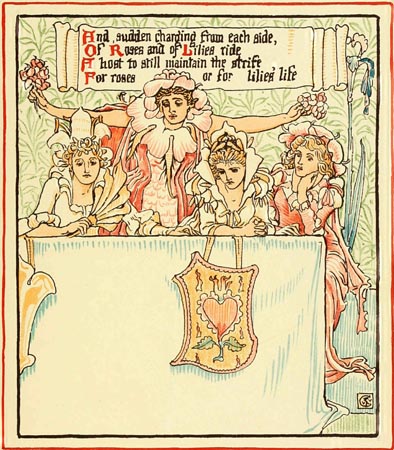 And sudden charging from each side,
Of Roses and of Lilies ride
A host to still maintain the strife
For roses or for lilies' life